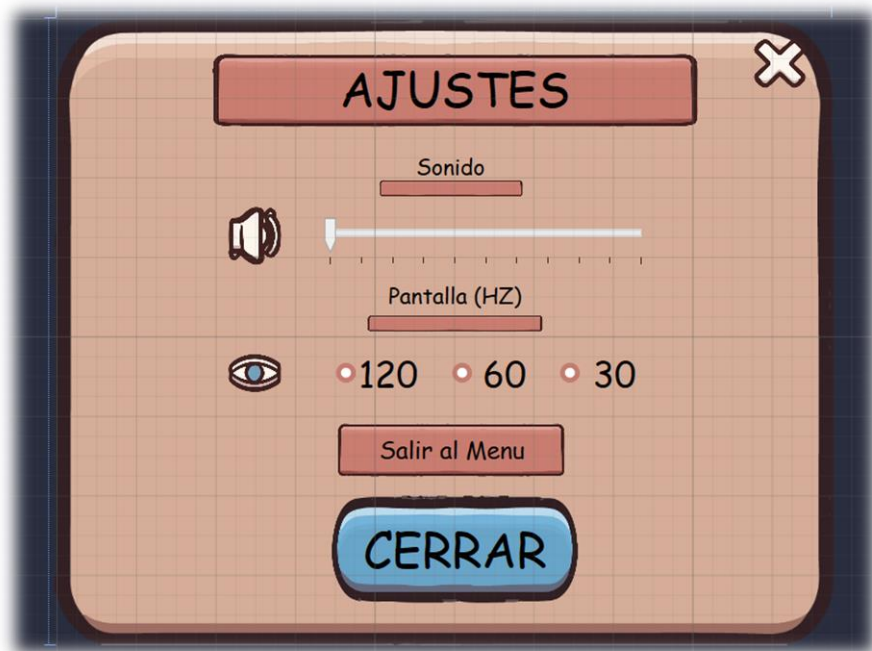 AJUSTES
Sonido
Pantalla (HZ)
120 60 30
Salir al Menu
CERRAR